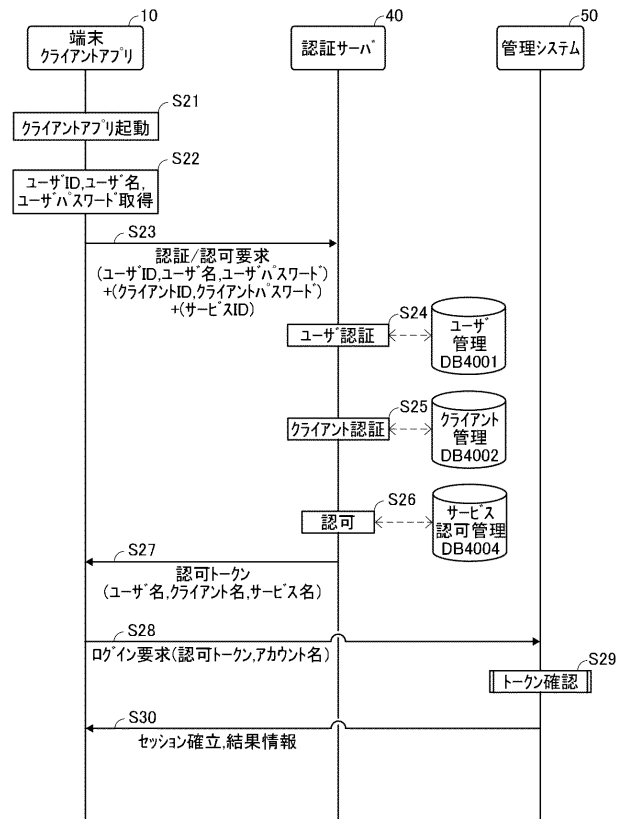 10
端末
クライアントアプリ
40
認証サーバ
50
管理システム
S21
クライアントアプリ起動
S22
ユーザID,ユーザ名,
ユーザパスワード取得
S23
認証/認可要求
(ユーザID,ユーザ名,ユーザパスワード)
+(クライアントID,クライアントパスワード)
+(サービスID)
S24
ユーザ認証
ユーザ
管理
DB4001
S25
クライアント認証
クライアント
管理
DB4002
S26
認可
サービス
認可管理
DB4004
S27
認可トークン
(ユーザ名,クライアント名,サービス名)
S28
ログイン要求(認可トークン,アカウント名)
S29
トークン確認
S30
セッション確立,結果情報